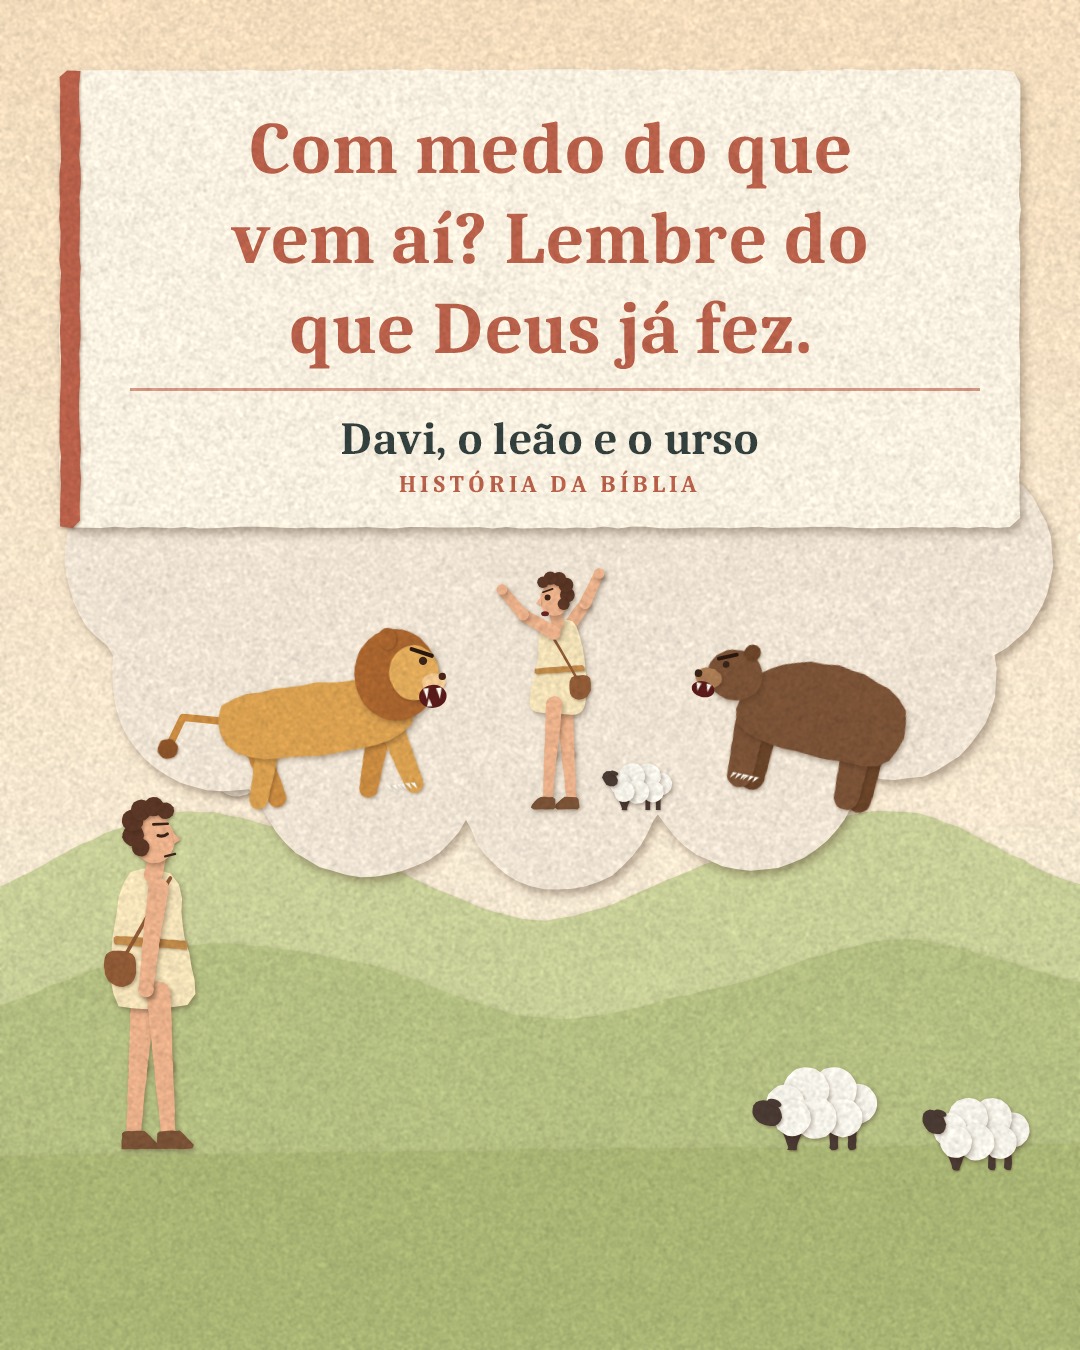 Com medo do que
vem aí? Lembre do
que Deus já fez.
Davi, o leão e o urso
HISTÓRIA DA BÍBLIA